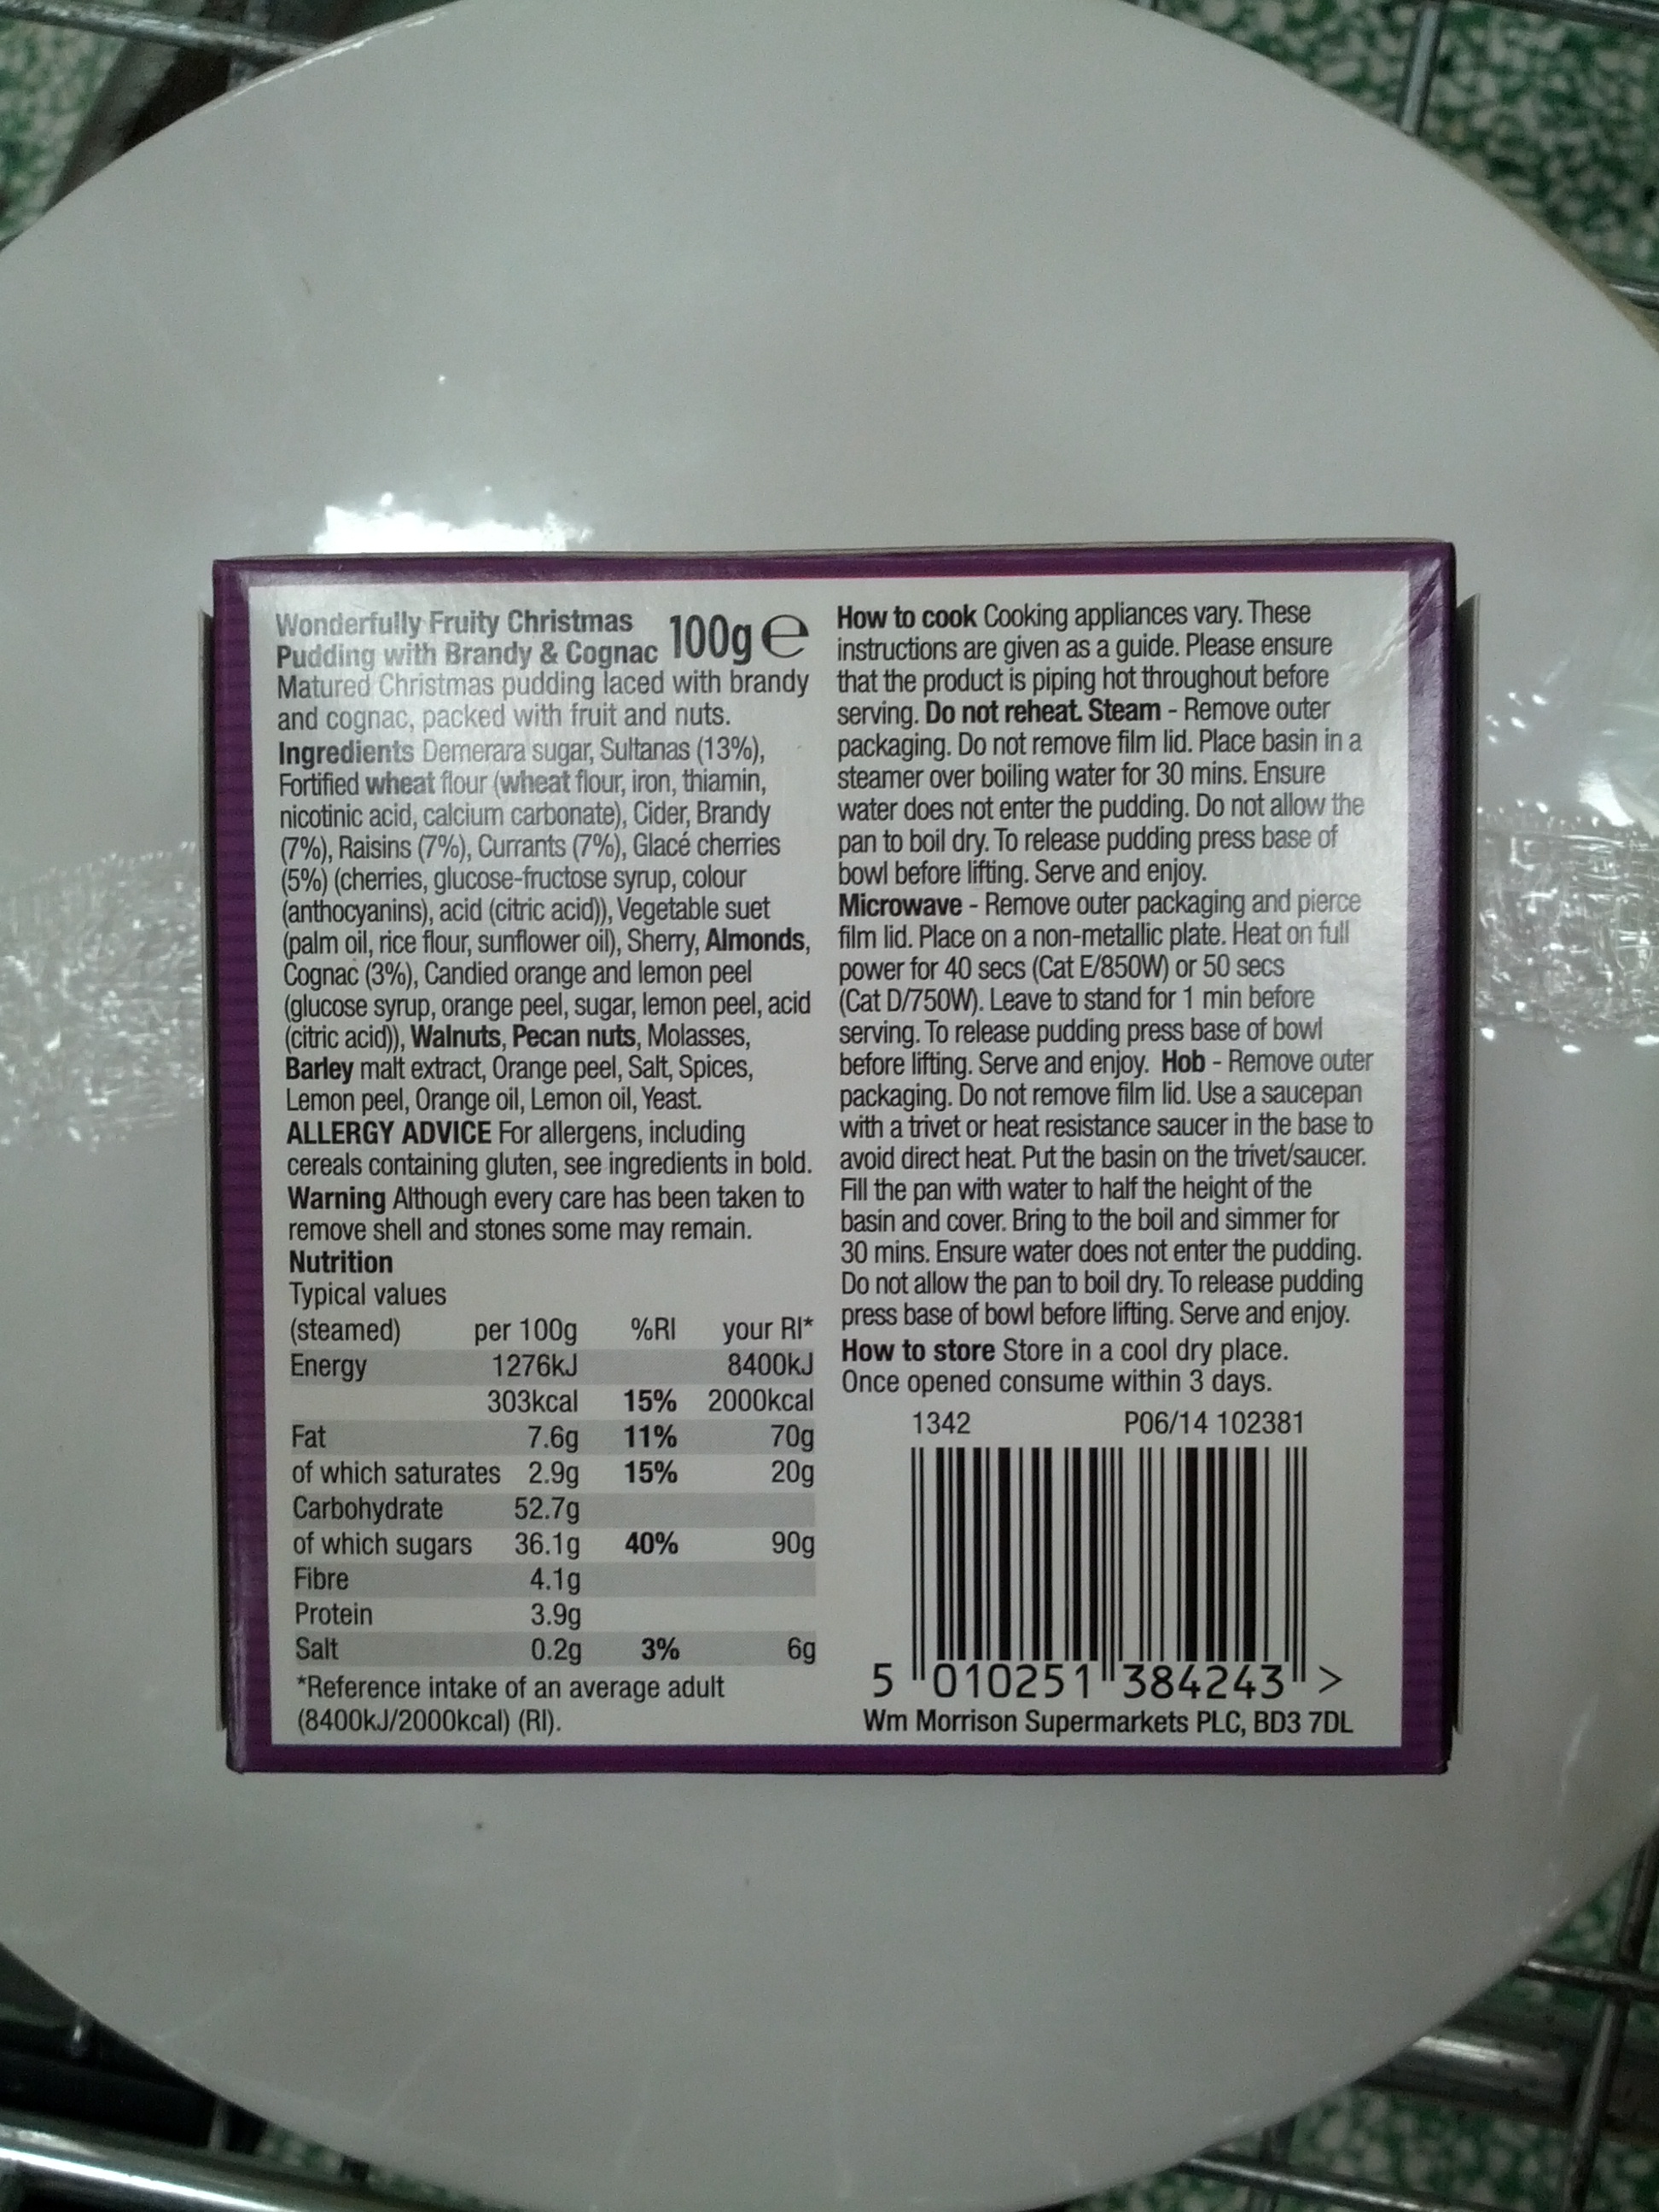 Wonderfully Fruity Christmas
Pudding with Brandy & Cognac 100g e
Matured Christmas pudding laced with brandy
and cognac, packed with fruit and nuts.
Ingredients Demerara sugar, Sultanas (13%),
Fortified wheat flour (wheat flour, iron, thiamin,
nicotinic acid, calcium carbonate), Cider, Brandy
(7%), Raisins (7%), Currants (7%), Glacé cherries
(5%) (cherries, glucose-fructose syrup, colour
(anthocyanins), acid (citric acid)), Vegetable suet
(palm oil, rice flour, sunflower oil), Sherry, Almonds,
Cognac (3%), Candied orange and lemon peel
(glucose syrup, orange peel, sugar, lemon peel, acid
(citric acid)), Walnuts, Pecan nuts, Molasses,
Barley malt extract, Orange peel, Salt, Spices,
Lemon peel, Orange oil, Lemon oil, Yeast.
ALLERGY ADVICE For allergens, including
cereals containing gluten, see ingredients in bold.
Warning Although every care has been taken to
remove shell and stones some may remain.
Nutrition
Typical values
(steamed) per 100g %RI your RI*
Energy 1276kJ 8400kJ
303kcal 15% 2000kcal
Fat 7.6g 11% 70g
of which saturates 2.9g 15% 20g
Carbohydrate 52.7g
of which sugars 36.1g 40% 90g
Fibre 4.1g
Protein 3.9g
Salt 0.2g 3% 6g
*Reference intake of an average adult
(8400kJ/2000kcal) (RI).
How to cook Cooking appliances vary. These
instructions are given as a guide. Please ensure
that the product is piping hot throughout before
serving. Do not reheat. Steam - Remove outer
packaging. Do not remove film lid. Place basin in a
steamer over boiling water for 30 mins. Ensure
water does not enter the pudding. Do not allow the
pan to boil dry. To release pudding press base of
bowl before lifting. Serve and enjoy.
Microwave - Remove outer packaging and pierce
film lid. Place on a non-metallic plate. Heat on full
power for 40 secs (Cat E/850W) or 50 secs
(Cat D/750W). Leave to stand for 1 min before
serving. To release pudding press base of bowl
before lifting. Serve and enjoy. Hob - Remove outer
packaging. Do not remove film lid. Use a saucepan
with a trivet or heat resistance saucer in the base to
avoid direct heat. Put the basin on the trivet/saucer.
Fill the pan with water to half the height of the
basin and cover. Bring to the boil and simmer for
30 mins. Ensure water does not enter the pudding.
Do not allow the pan to boil dry. To release pudding
press base of bowl before lifting. Serve and enjoy.
How to store Store in a cool dry place.
Once opened consume within 3 days.
1342 P06/14 102381
5 010251 384243 >
Wm Morrison Supermarkets PLC, BD3 7DL